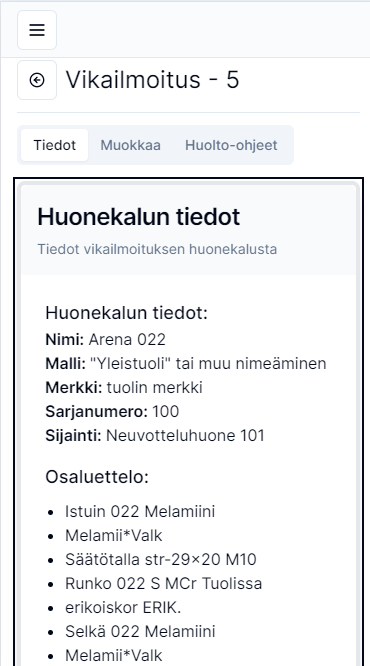 Vikailmoitus - 5
Tiedot Muokkaa Huolto-ohjeet
Huonekalun tiedot
Tiedot vikailmoituksen huonekalusta
Huonekalun tiedot:
Nimi: Arena 022
Malli: "Yleistuoli" tai muu nimeäminen
Merkki: tuolin merkki
Sarjanumero: 100
Sijainti: Neuvotteluhuone 101
Osaluettelo:
• Istuin 022 Melamiini
• Melamii*Valk
• Säätötalla str-29x20 M10
• Runko 022 S MCr Tuolissa
• erikoiskor ERIK.
• Selkä 022 Melamiini
• Melamii*Valk